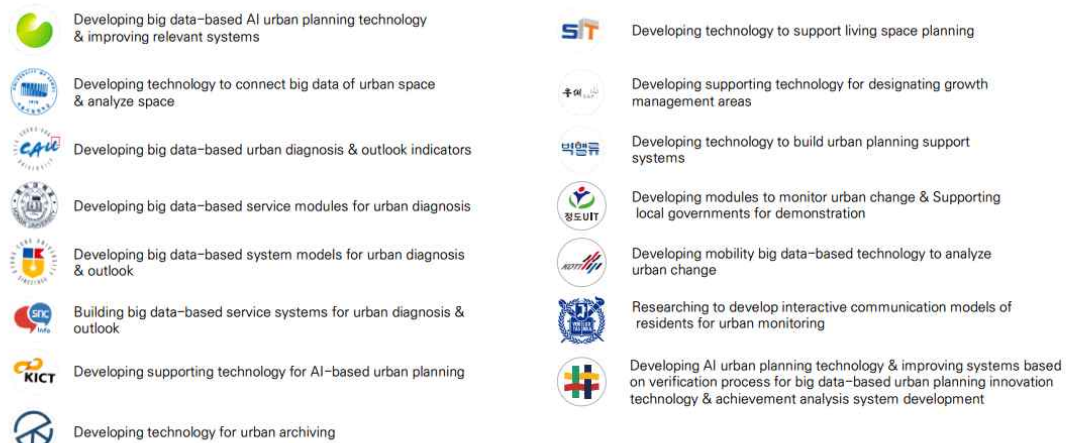 Developing big data-based AI urban planning technology
& improving relevant systems
Developing technology to connect big data of urban space
& analyze space
1918
CAU
Developing big data-based urban diagnosis & outlook indicators
Developing big data-based service modules for urban diagnosis
Developing big data-based system models for urban diagnosis
& outlook
snc
info
Building big data-based service systems for urban diagnosis &
outlook
KICT
Developing supporting technology for AI-based urban planning
Developing technology for urban archiving
SIT
Developing technology to support living space planning
Developing supporting technology for designating growth
management areas
빅밸류
Developing technology to build urban planning support
systems
정도UIT
Developing modules to monitor urban change & Supporting
local governments for demonstration
KOTI
Developing mobility big data-based technology to analyze
urban change
Researching to develop interactive communication models of
residents for urban monitoring
Developing AI urban planning technology & improving systems based
on verification process for big data-based urban planning innovation
technology & achievement analysis system development